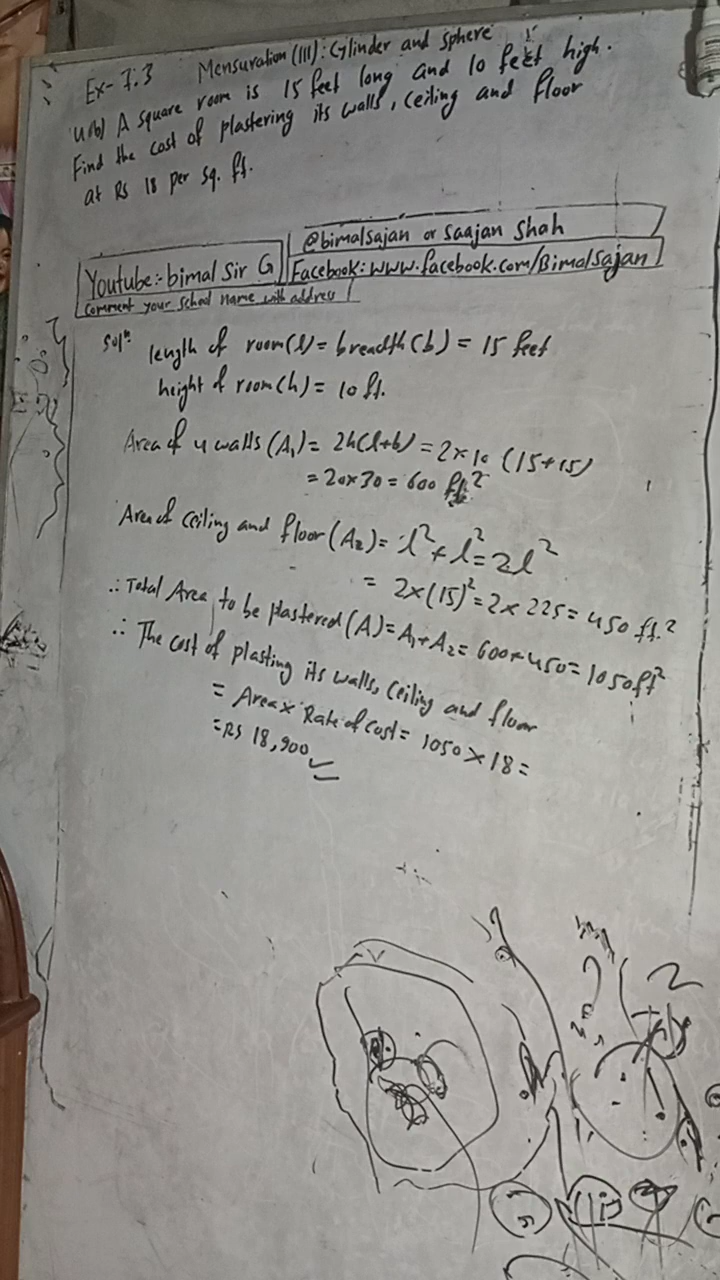 Ex- 7.3 Mensuration (III): Cylinder and sphere
4(b) A square room is 15 feet long and 10 feet high.
Find the cost of plastering its walls, ceiling and floor
at Rs 18 per sq. ft.
@bimalsajan or Saajan Shah
Youtube:- bimal Sir G
Facebook: www.facebook.com/Bimalsajan
Comment your school name with address
Solⁿ
length of room(l) = breadth(b) = 15 feet
height of room(h) = 10 ft.
Area of 4 walls (A₁) = 2h(l+b) = 2×10 (15+15)
= 20×30 = 600 ft²
Area of ceiling and floor (A₂) = l² + l² = 2l²
= 2×(15)² = 2×225 = 450 ft.²
∴ Total Area to be plastered (A) = A₁+A₂ = 600+450 = 1050ft²
∴ The cost of plasting its walls, ceiling and floor
= Area × Rate of cost = 1050 × 18 =
= Rs 18,900